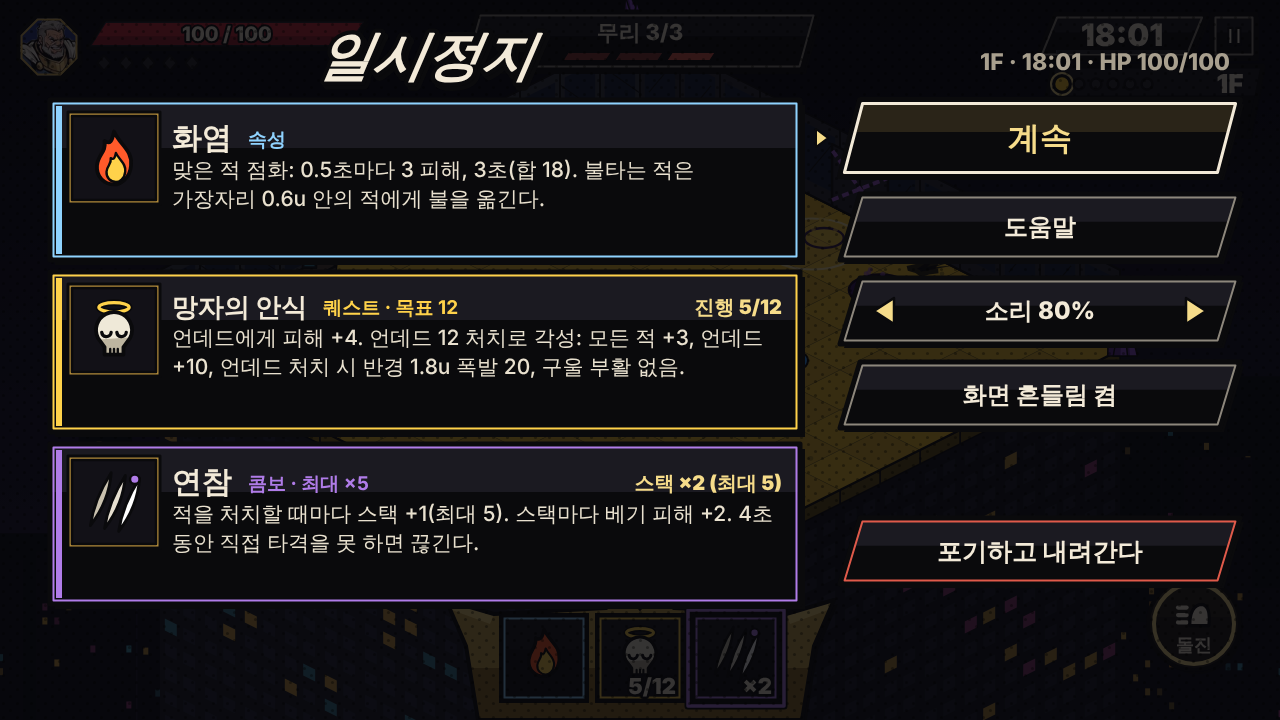 100 / 100
무리 3/3
18:01
일시정지
1F · 18:01 · HP 100/100
1F
화염 속성
맞은 적 점화: 0.5초마다 3 피해, 3초(합 18). 불타는 적은
가장자리 0.6u 안의 적에게 불을 옮긴다.
망자의 안식 퀘스트 · 목표 12 진행 5/12
언데드에게 피해 +4. 언데드 12 처치로 각성: 모든 적 +3, 언데드
+10, 언데드 처치 시 반경 1.8u 폭발 20, 구울 부활 없음.
연참 콤보 · 최대 ×5 스택 ×2 (최대 5)
적을 처치할 때마다 스택 +1(최대 5). 스택마다 베기 피해 +2. 4초
동안 직접 타격을 못 하면 끊긴다.
계속
도움말
소리 80%
화면 흔들림 켬
포기하고 내려간다
5/12
×2
돌진